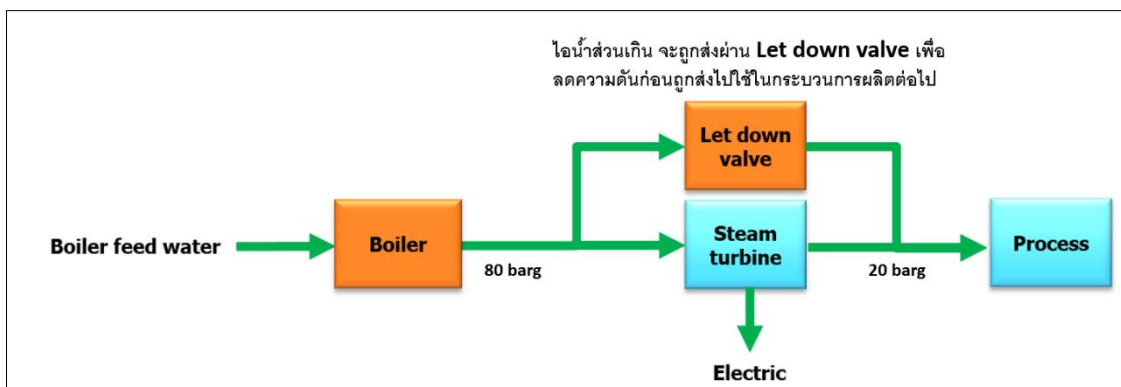 ไอน้ำส่วนเกิน จะถูกส่งผ่าน Let down valve เพื่อ
ลดความดันก่อนถูกส่งไปใช้ในกระบวนการผลิตต่อไป
Let down
valve
Boiler feed water
Boiler
80 barg
Steam
turbine
20 barg
Process
Electric